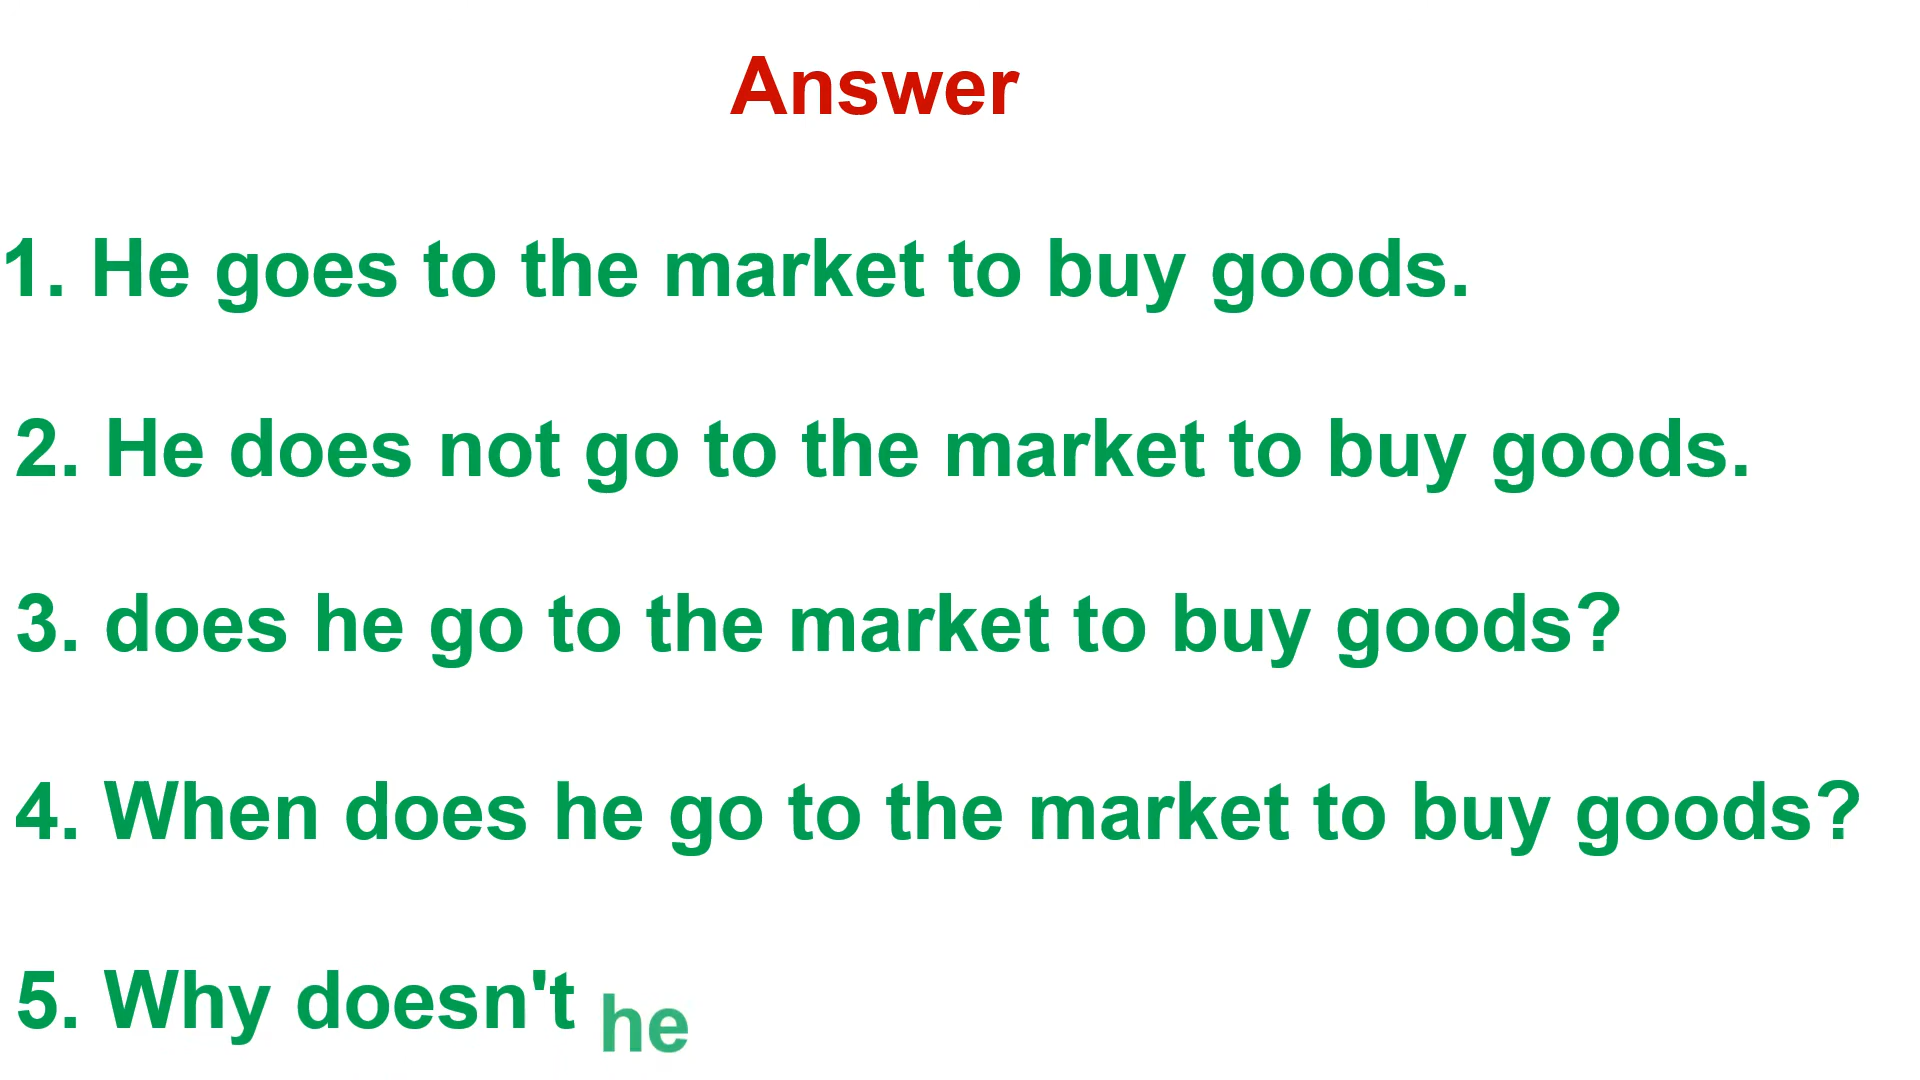 Answer
1. He goes to the market to buy goods.
2. He does not go to the market to buy goods.
3. does he go to the market to buy goods?
4. When does he go to the market to buy goods?
5. Why doesn't he